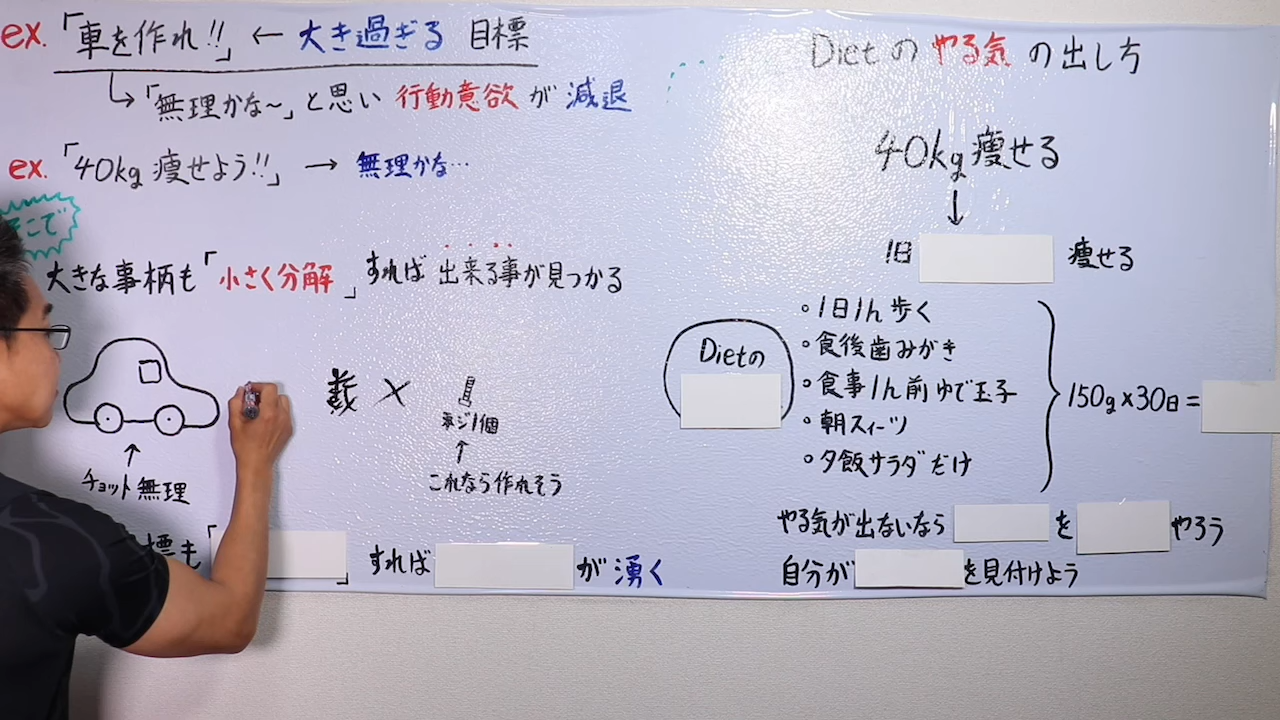 ex.「車を作れ!!」← 大き過ぎる 目標
「無理かな〜」と思い 行動意欲 が 減退
ex.「40kg 痩せよう!!」→ 無理かな…
そこで
大きな事柄も「小さく分解」すれば 出来る事が見つかる
チョット無理
×
ネジ1個
↑
これなら作れそう
標も「 」すれば が 湧く
Dietの やる気 の出し方
40kg 痩せる
↓
1日 痩せる
Dietの
○1日1h 歩く
○食後歯みがき
○食事1h前 ゆで玉子
○朝スィーツ
○夕飯サラダだけ
150g×30日=
やる気が出ないなら を やろう
自分が を見付けよう